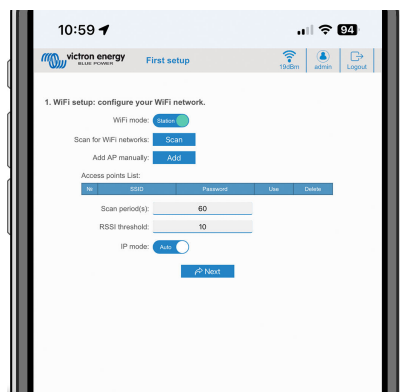 10:59
94
victron energy
BLUE POWER
First setup
19dBm
admin
Logout
1. WiFi setup: configure your WiFi network.
WiFi mode: Station
Scan for WiFi networks: Scan
Add AP manually: Add
Access points List:
№ SSID Password Use Delete
Scan period(s): 60
RSSI threshold: 10
IP mode: Auto
Next